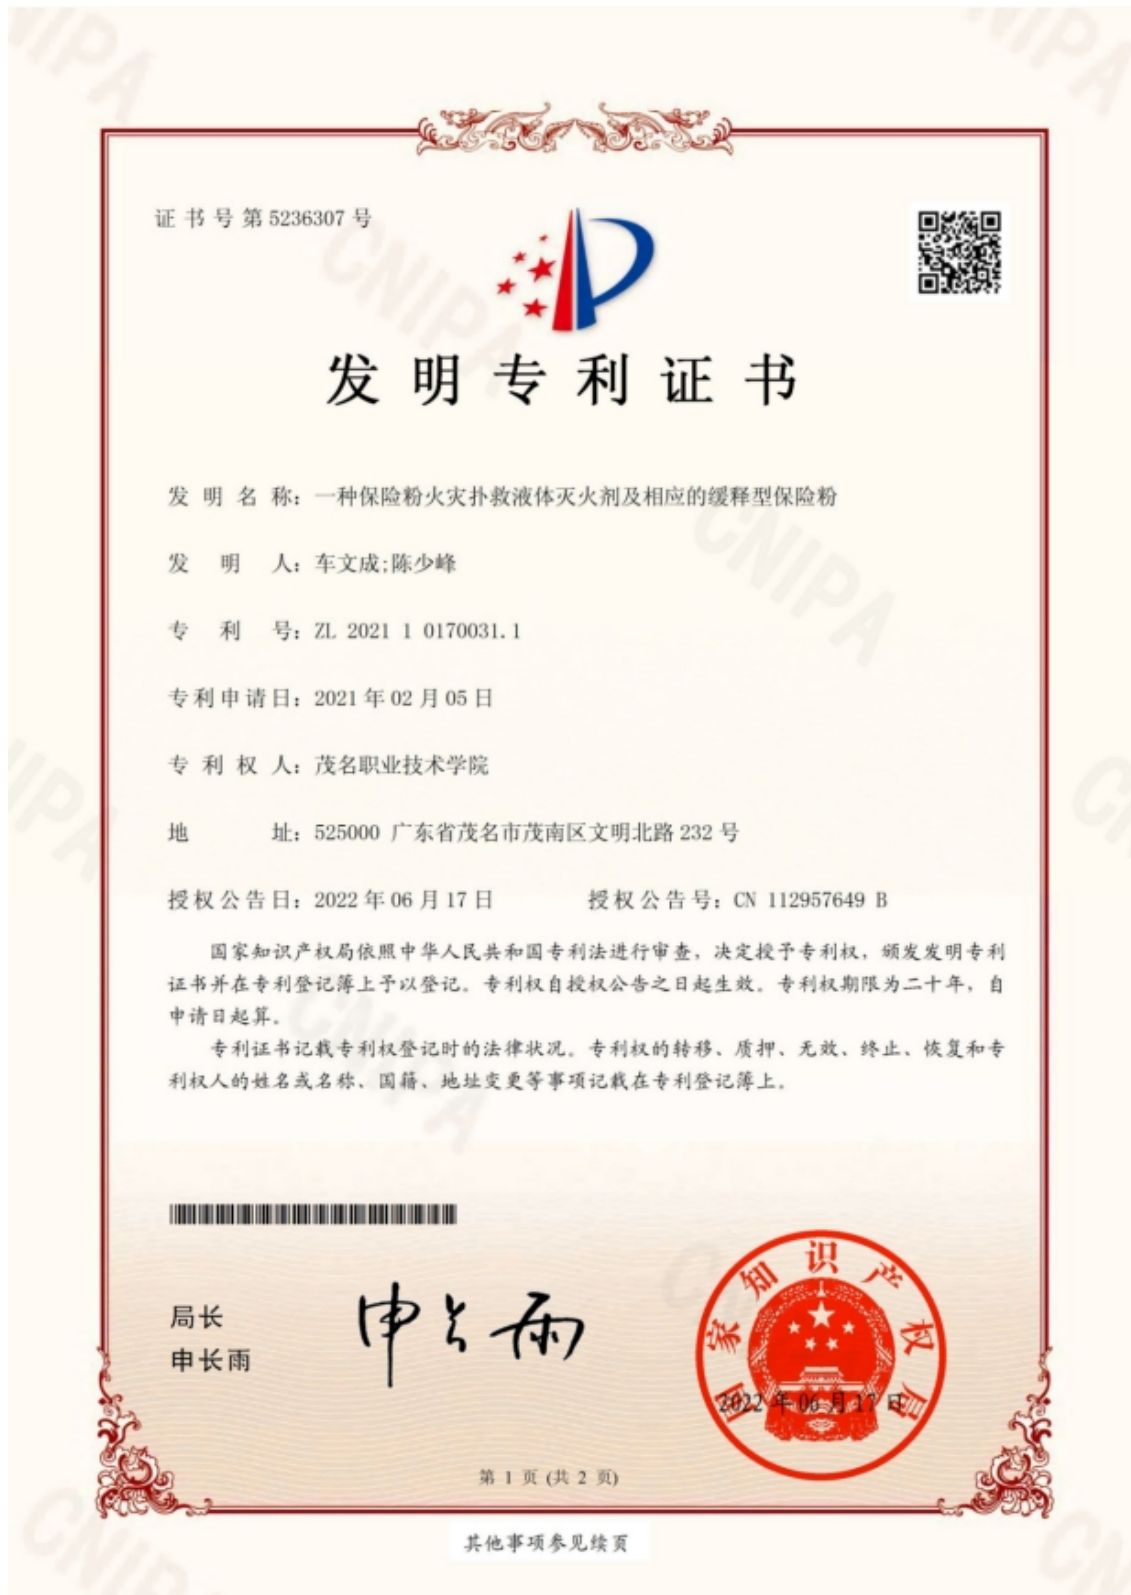 证书号第5236307号
发明专利证书
发明名称：一种保险粉火灾扑救液体灭火剂及相应的缓释型保险粉
发明人：车文成;陈少峰
专利号：ZL 2021 1 0170031.1
专利申请日：2021年02月05日
专利权人：茂名职业技术学院
地址：525000 广东省茂名市茂南区文明北路232号
授权公告日：2022年06月17日 授权公告号：CN 112957649 B
国家知识产权局依照中华人民共和国专利法进行审查，决定授予专利权，颁发发明专利
证书并在专利登记簿上予以登记。专利权自授权公告之日起生效。专利权期限为二十年，自
申请日起算。
专利证书记载专利权登记时的法律状况。专利权的转移、质押、无效、终止、恢复和专
利权人的姓名或名称、国籍、地址变更等事项记载在专利登记簿上。
局长
申长雨
申长雨
国家知识产权局
2022年06月17日
第 1 页 (共 2 页)
其他事项参见续页
CNIPA